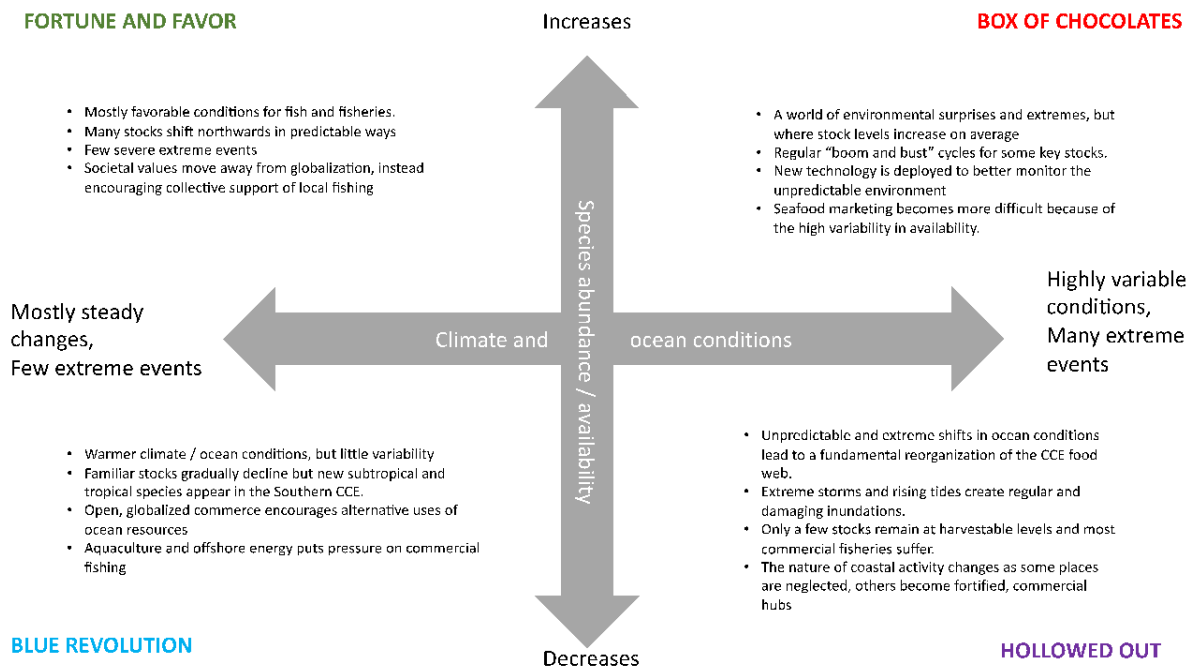 FORTUNE AND FAVOR
Increases
BOX OF CHOCOLATES
• Mostly favorable conditions for fish and fisheries.
• Many stocks shift northwards in predictable ways
• Few severe extreme events
• Societal values move away from globalization, instead
encouraging collective support of local fishing
• A world of environmental surprises and extremes, but
where stock levels increase on average
• Regular “boom and bust” cycles for some key stocks.
• New technology is deployed to better monitor the
unpredictable environment
• Seafood marketing becomes more difficult because of
the high variability in availability.
Mostly steady
changes,
Few extreme events
Climate and ocean conditions
Species abundance / availability
Highly variable
conditions,
Many extreme
events
• Warmer climate / ocean conditions, but little variability
• Familiar stocks gradually decline but new subtropical and
tropical species appear in the Southern CCE.
• Open, globalized commerce encourages alternative uses of
ocean resources
• Aquaculture and offshore energy puts pressure on commercial
fishing
• Unpredictable and extreme shifts in ocean conditions
lead to a fundamental reorganization of the CCE food
web.
• Extreme storms and rising tides create regular and
damaging inundations.
• Only a few stocks remain at harvestable levels and most
commercial fisheries suffer.
• The nature of coastal activity changes as some places
are neglected, others become fortified, commercial
hubs
BLUE REVOLUTION
Decreases
HOLLOWED OUT